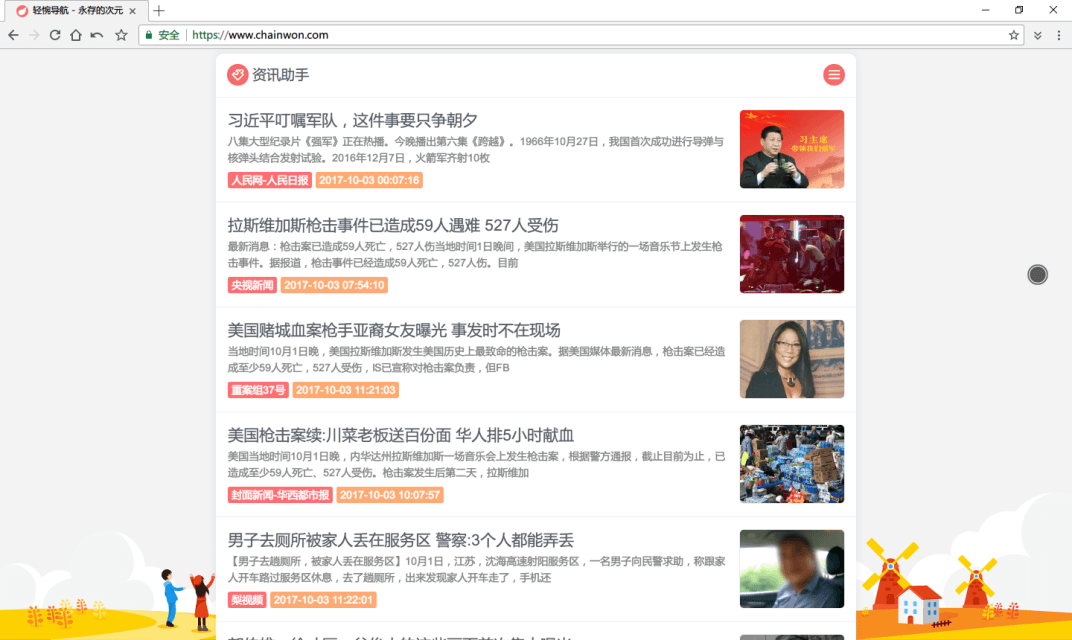 轻惋导航 - 永存的次元
安全
https://www.chainwon.com
资讯助手
习近平叮嘱军队，这件事要只争朝夕
八集大型纪录片《强军》正在热播。今晚播出第六集《跨越》。1966年10月27日，我国首次成功进行导弹与
核弹头结合发射试验。2016年12月7日，火箭军齐射10枚
人民网-人民日报 2017-10-03 00:07:16
习主席
带领我们强军
拉斯维加斯枪击事件已造成59人遇难 527人受伤
最新消息：枪击案已造成59人死亡，527人伤当地时间1日晚间，美国拉斯维加斯举行的一场音乐节上发生枪
击事件。据报道，枪击事件已经造成59人死亡，527人伤。目前
央视新闻 2017-10-03 07:54:10
美国赌城血案枪手亚裔女友曝光 事发时不在现场
当地时间10月1日晚，美国拉斯维加斯发生美国历史上最致命的枪击案。据美国媒体最新消息，枪击案已经造
成至少59人死亡，527人受伤，IS已宣称对枪击案负责，但FB
重案组37号 2017-10-03 11:21:03
美国枪击案续:川菜老板送百份面 华人排5小时献血
美国当地时间10月1日晚，内华达州拉斯维加斯一场音乐会上发生枪击案，根据警方通报，截止目前为止，已
造成至少59人死亡、527人受伤。枪击案发生后第二天，拉斯维加
封面新闻-华西都市报 2017-10-03 10:07:57
男子去厕所被家人丢在服务区 警察:3个人都能弄丢
【男子去趟厕所，被家人丢在服务区】10月1日，江苏，沈海高速射阳服务区，一名男子向民警求助，称跟家
人开车路过服务区休息，去了趟厕所，出来发现家人开车走了，手机还
梨视频 2017-10-03 11:22:01